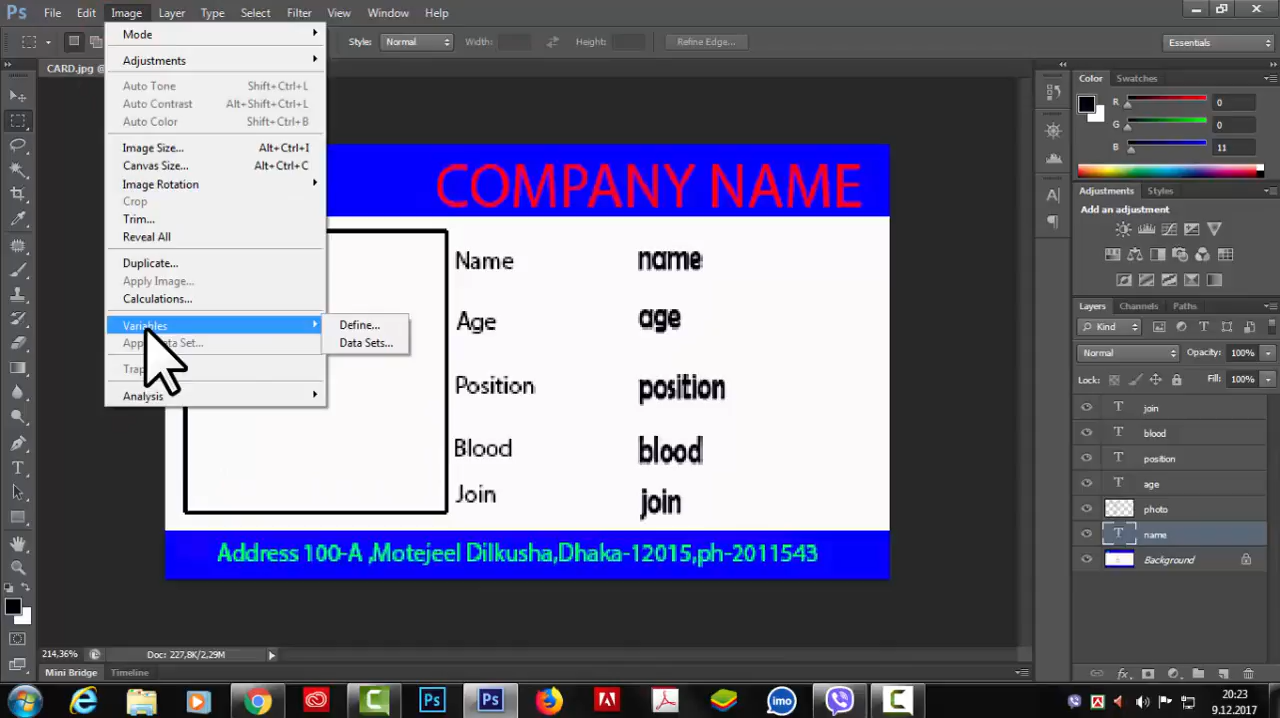 Ps File Edit Image Layer Type Select Filter View Window Help
Style: Normal Width: Height: Refine Edge... Essentials
CARD.jpg @
Mode
Adjustments
Auto Tone Shift+Ctrl+L
Auto Contrast Alt+Shift+Ctrl+L
Auto Color Shift+Ctrl+B
Image Size... Alt+Ctrl+I
Canvas Size... Alt+Ctrl+C
Image Rotation
Crop
Trim...
Reveal All
Duplicate...
Apply Image...
Calculations...
Variables
Set...
Analysis
Define...
Data Sets...
COMPANY NAME
Name name
Age age
Position position
Blood blood
Join join
Address 100-A ,Motejeel Dilkusha,Dhaka-12015,ph-2011543
Color Swatches
R 0
G 0
B 11
Adjustments Styles
Add an adjustment
Layers Channels Paths
Kind
Normal Opacity: 100%
Lock: Fill: 100%
T join
T blood
T position
T age
photo
T name
Background
214,36% Doc: 227,8K/2,29M
Mini Bridge Timeline
Ps Ps imo
20:23
9.12.2017